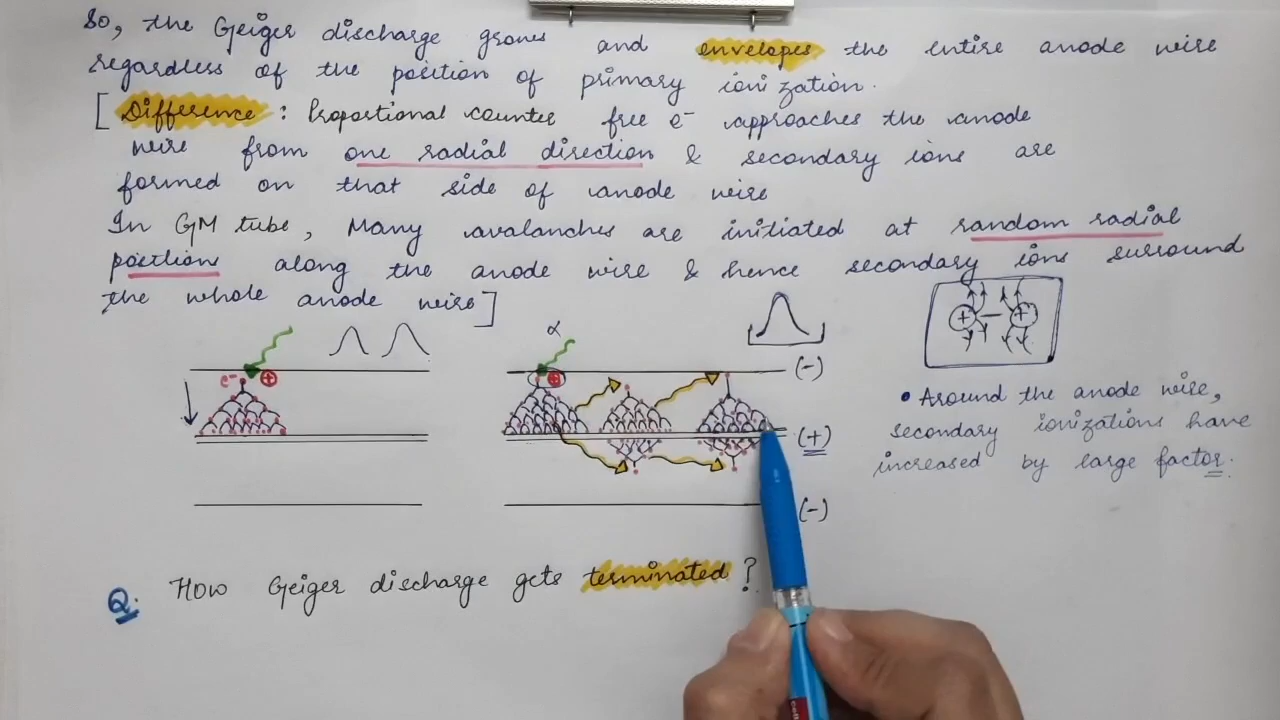 So, the Geiger discharge grows and envelopes the entire anode wire
regardless of the position of primary ionization.
[Difference : Proportional counter free e⁻ approaches the anode
wire from one radial direction & secondary ions are
formed on that side of anode wire
In GM tube, Many avalanches are initiated at random radial
positions along the anode wire & hence secondary ions surround
the whole anode wire]
e⁻ +
α +
(-)
(+)
(-)
+ - +
• Around the anode wire,
secondary ionizations have
increased by large factor.
Q. How Geiger discharge gets terminated?